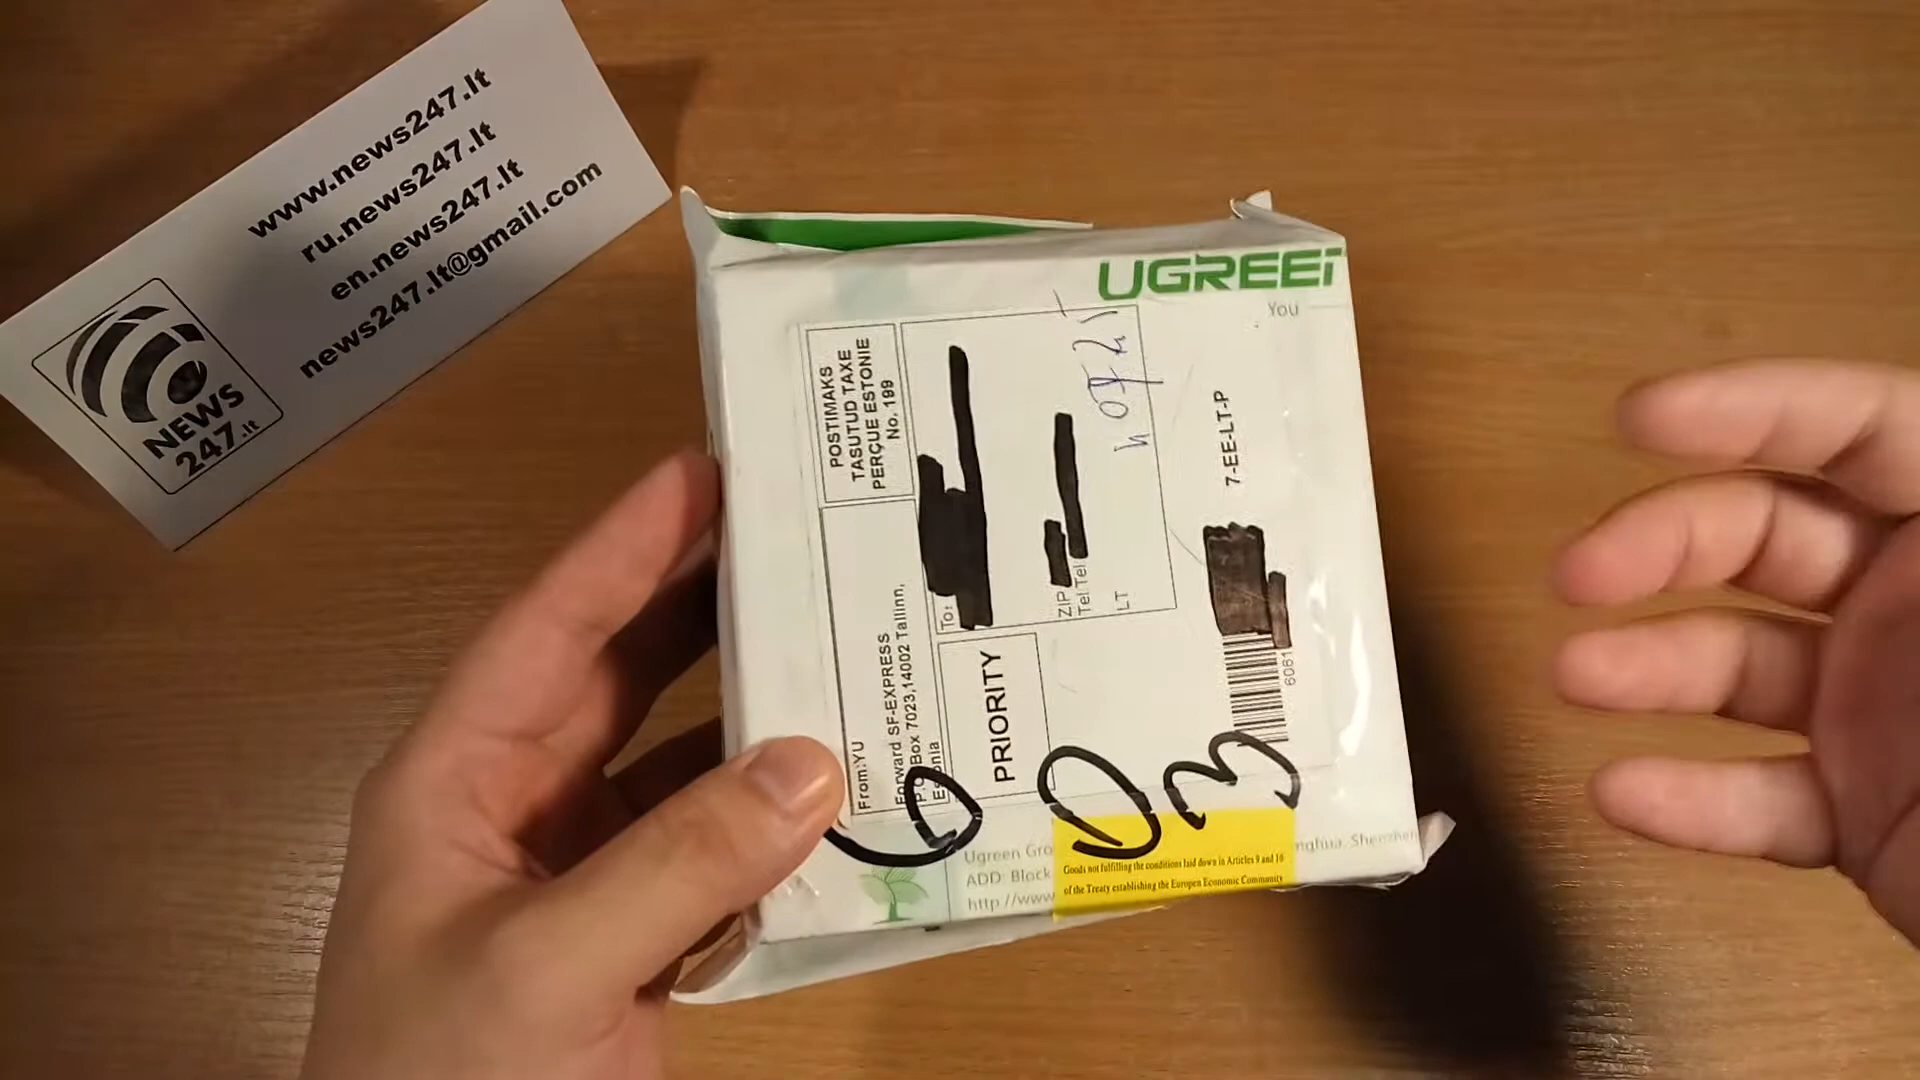 www.news247.lt
ru.news247.lt
en.news247.lt
news247.lt@gmail.com
NEWS
247.lt
UGREEN
You
POSTIMAKS
TASUTUD TAXE
PERÇUE ESTONIE
No. 199
From:YU
Forward SF-EXPRESS
P.O.Box 7023,14002 Tallinn,
Estonia
PRIORITY
To:
ZIP
Tel Tel
LT
7-EE-LT-P
6081
003
Ugreen Gro
nghua, Shenzhen
ADD: Block
http://www
Goods not fulfilling the conditions laid down in Articles 9 and 10
of the Treaty establishing the Europen Economic Community